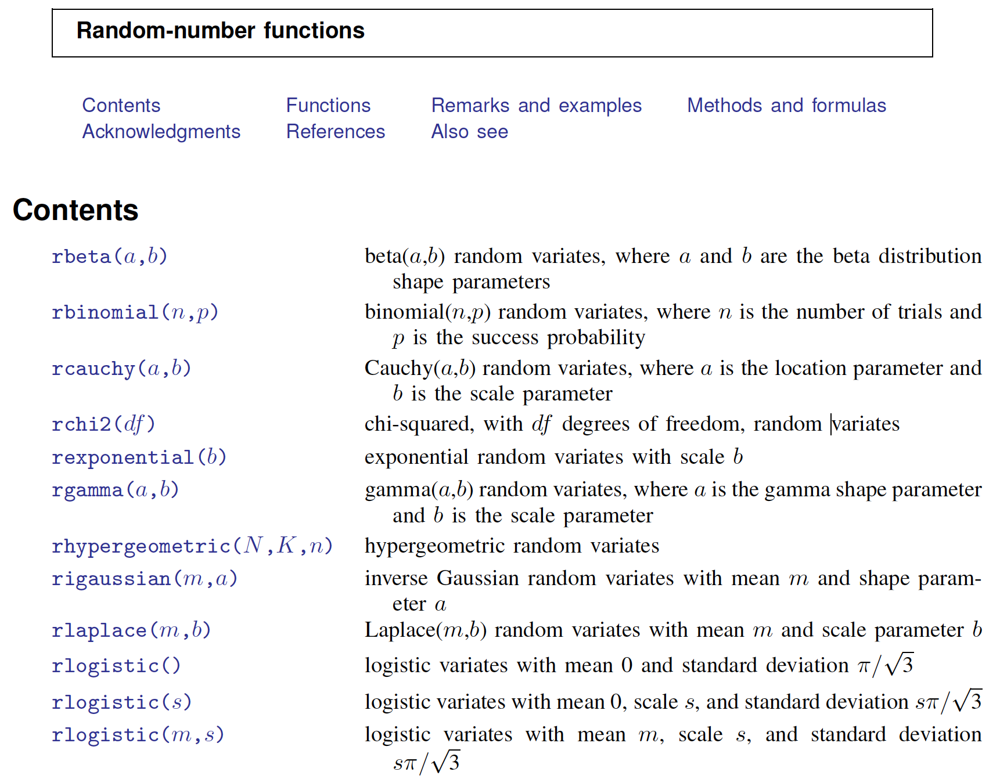 Random-number functions
Contents Functions Remarks and examples Methods and formulas
Acknowledgments References Also see
Contents
rbeta(a,b) beta(a,b) random variates, where a and b are the beta distribution
shape parameters
rbinomial(n,p) binomial(n,p) random variates, where n is the number of trials and
p is the success probability
rcauchy(a,b) Cauchy(a,b) random variates, where a is the location parameter and
b is the scale parameter
rchi2(df) chi-squared, with df degrees of freedom, random variates
rexponential(b) exponential random variates with scale b
rgamma(a,b) gamma(a,b) random variates, where a is the gamma shape parameter
and b is the scale parameter
rhypergeometric(N,K,n) hypergeometric random variates
rigaussian(m,a) inverse Gaussian random variates with mean m and shape param-
eter a
rlaplace(m,b) Laplace(m,b) random variates with mean m and scale parameter b
rlogistic() logistic variates with mean 0 and standard deviation π/√3
rlogistic(s) logistic variates with mean 0, scale s, and standard deviation sπ/√3
rlogistic(m,s) logistic variates with mean m, scale s, and standard deviation
sπ/√3